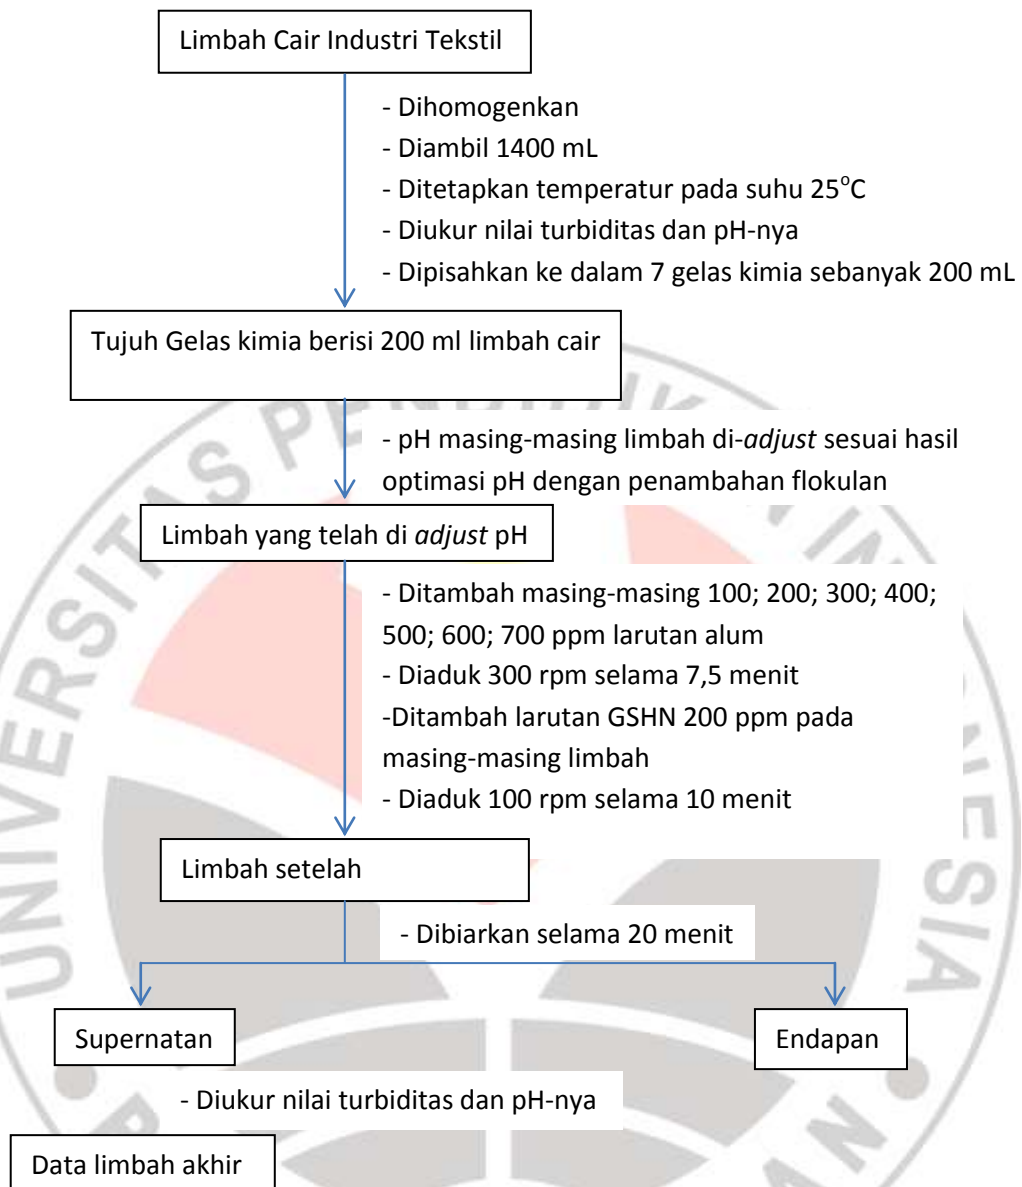 Limbah Cair Industri Tekstil
- Dihomogenkan
- Diambil 1400 mL
- Ditetapkan temperatur pada suhu 25°C
- Diukur nilai turbiditas dan pH-nya
- Dipisahkan ke dalam 7 gelas kimia sebanyak 200 mL
Tujuh Gelas kimia berisi 200 ml limbah cair
- pH masing-masing limbah di-adjust sesuai hasil
optimasi pH dengan penambahan flokulan
Limbah yang telah di adjust pH
- Ditambah masing-masing 100; 200; 300; 400;
500; 600; 700 ppm larutan alum
- Diaduk 300 rpm selama 7,5 menit
-Ditambah larutan GSHN 200 ppm pada
masing-masing limbah
- Diaduk 100 rpm selama 10 menit
Limbah setelah
- Dibiarkan selama 20 menit
Supernatan
Endapan
- Diukur nilai turbiditas dan pH-nya
Data limbah akhir